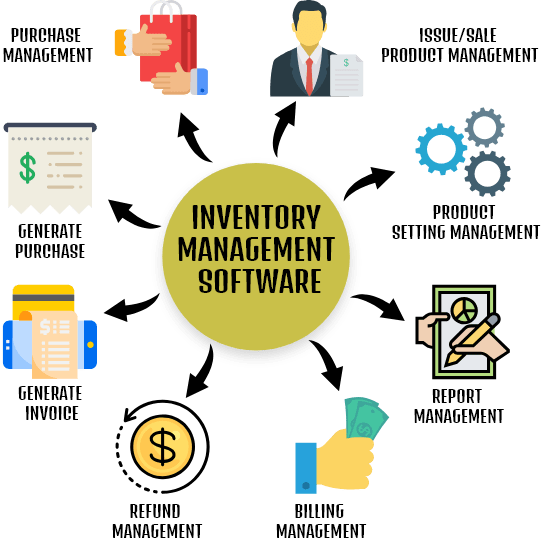 PURCHASE
MANAGEMENT
ISSUE/SALE
PRODUCT MANAGEMENT
$
$
GENERATE
PURCHASE
PRODUCT
SETTING MANAGEMENT
INVENTORY
MANAGEMENT
SOFTWARE
$
GENERATE
INVOICE
REPORT
MANAGEMENT
$
$
REFUND
MANAGEMENT
BILLING
MANAGEMENT